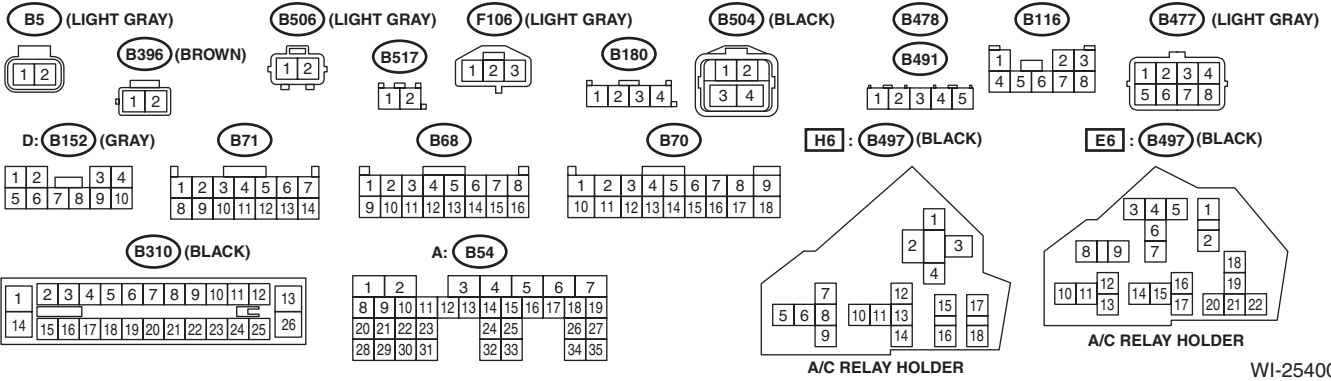 B5 (LIGHT GRAY) B506 (LIGHT GRAY) F106 (LIGHT GRAY) B504 (BLACK) B478 B116 B477 (LIGHT GRAY)
B396 (BROWN) B517 B180 B491
1 2
1 2
1 2
1 2
1 2 3
1 2 3 4
1 2
3 4
1 2 3 4 5
1 2 3
4 5 6 7 8
1 2 3 4
5 6 7 8
D: B152 (GRAY) B71 B68 B70 H6 : B497 (BLACK) E6 : B497 (BLACK)
1 2 3 4
5 6 7 8 9 10
1 2 3 4 5 6 7
8 9 10 11 12 13 14
1 2 3 4 5 6 7 8
9 10 11 12 13 14 15 16
1 2 3 4 5 6 7 8 9
10 11 12 13 14 15 16 17 18
B310 (BLACK) A: B54
1 2 3 4 5 6 7 8 9 10 11 12 13
14 15 16 17 18 19 20 21 22 23 24 25 26
1 2 3 4 5 6 7
8 9 10 11 12 13 14 15 16 17 18 19
20 21 22 23 24 25 26 27
28 29 30 31 32 33 34 35
1
2 3
4
7 12
5 6 8 10 11 13 15 17
9 14 16 18
A/C RELAY HOLDER
3 4 5 1
6 2
8 9 7
18
12 16 19
10 11 13 14 15 17 20 21 22
A/C RELAY HOLDER
WI-25400